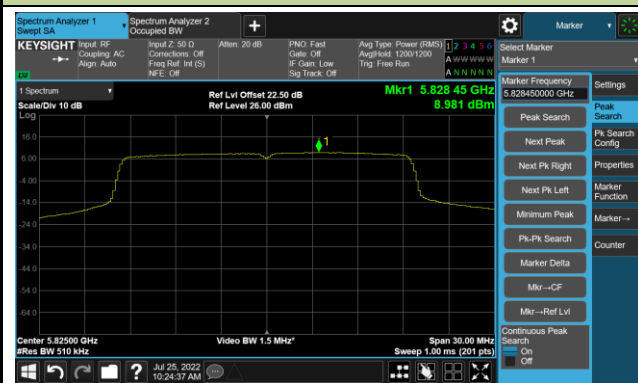 Spectrum Analyzer 1
Swept SA
Spectrum Analyzer 2
Occupied BW
Marker
KEYSIGHT
Input: RF
Coupling: AC
Align: Auto
Input Z: 50 Ω
Corrections: Off
Freq Ref: Int (S)
NFE: Off
Atten: 20 dB
PNO: Fast
Gate: Off
IF Gain: Low
Sig Track: Off
Avg Type: Power (RMS)
Avg|Hold: 1200/1200
Trig: Free Run
1 2 3 4 5 6
A W W W W W
A N N N N N
Select Marker
Marker 1
1 Spectrum
Scale/Div 10 dB
Ref Lvl Offset 22.50 dB
Ref Level 26.00 dBm
Mkr1 5.828 45 GHz
8.981 dBm
Log
16.0
6.00
-4.00
-14.0
-24.0
-34.0
-44.0
-54.0
-64.0
1
Center 5.82500 GHz
#Res BW 510 kHz
Video BW 1.5 MHz*
Span 30.00 MHz
Sweep 1.00 ms (201 pts)
Marker Frequency
5.828450000 GHz
Peak Search
Next Peak
Next Pk Right
Next Pk Left
Minimum Peak
Pk-Pk Search
Marker Delta
Mkr→CF
Mkr→Ref Lvl
Continuous Peak
Search
On
Off
Settings
Peak
Search
Pk Search
Config
Properties
Marker
Function
Marker→
Counter
Jul 25, 2022
10:24:37 AM